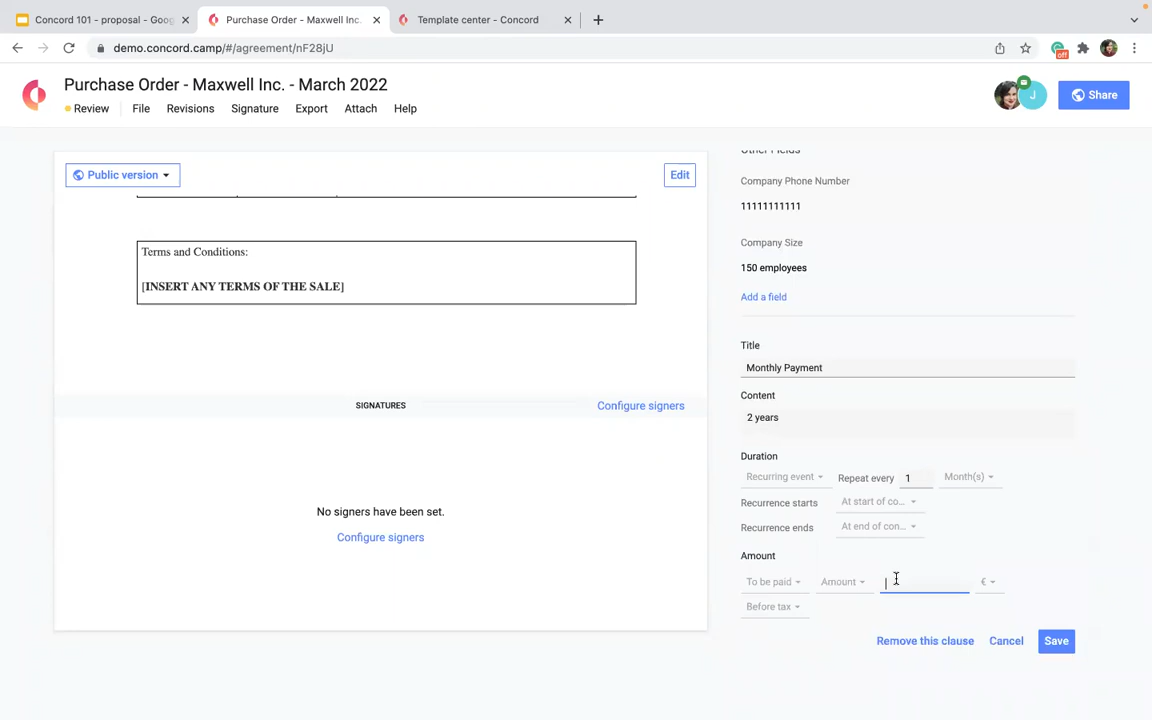 Concord 101 - proposal - Goog
Purchase Order - Maxwell Inc.
Template center - Concord
demo.concord.camp/#/agreement/nF28jU
off
Purchase Order - Maxwell Inc. - March 2022
Review File Revisions Signature Export Attach Help
J
Share
Public version
Edit
Terms and Conditions:
[INSERT ANY TERMS OF THE SALE]
SIGNATURES
Configure signers
No signers have been set.
Configure signers
Other Fields
Company Phone Number
11111111111
Company Size
150 employees
Add a field
Title
Monthly Payment
Content
2 years
Duration
Recurring event Repeat every 1 Month(s)
Recurrence starts At start of co...
Recurrence ends At end of con...
Amount
To be paid Amount €
Before tax
Remove this clause Cancel Save